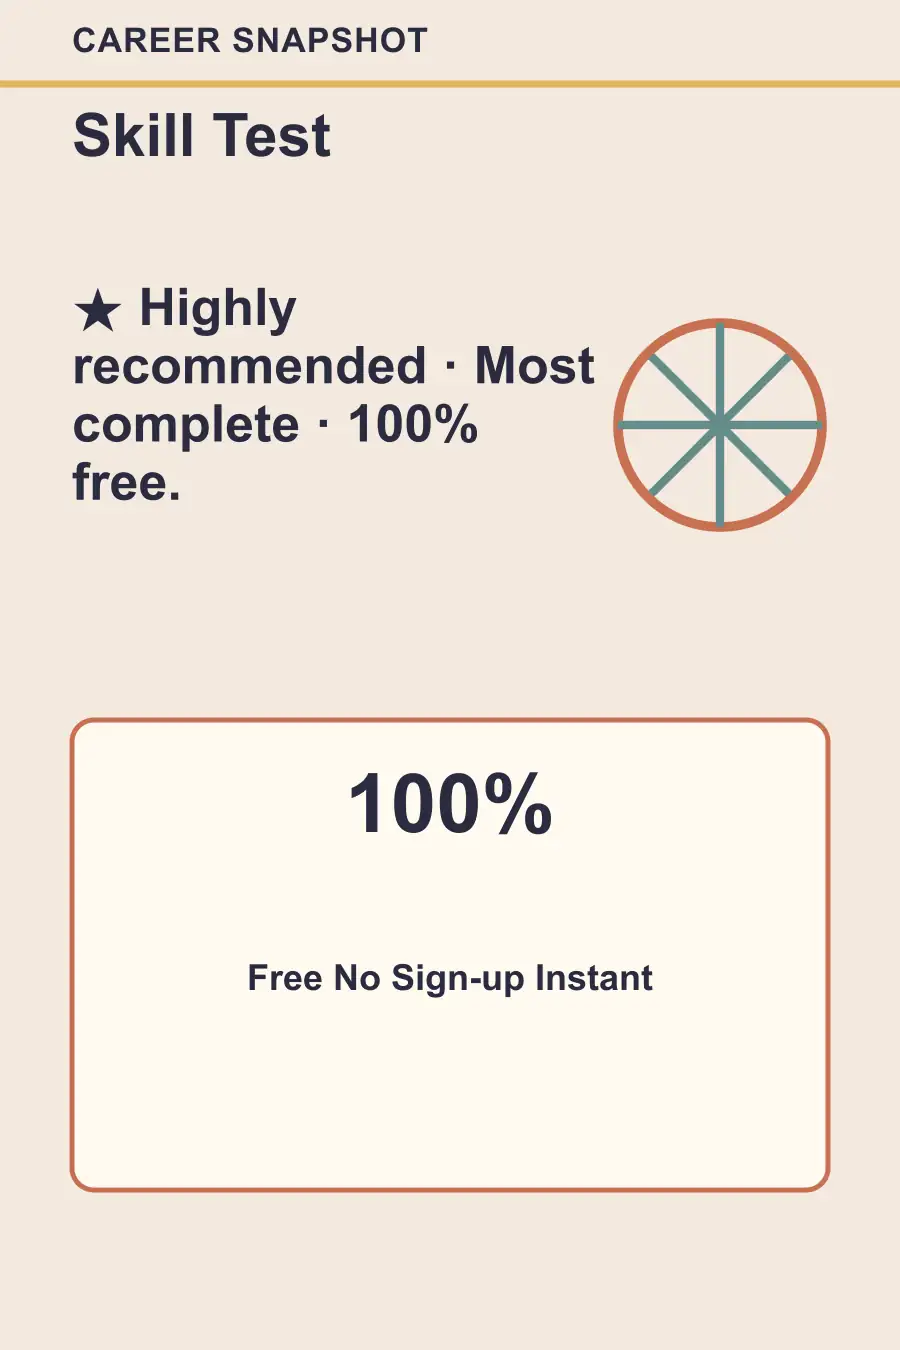 CAREER SNAPSHOT
Skill Test
★ Highly
recommended · Most
complete · 100%
free.
100%
Free No Sign-up Instant